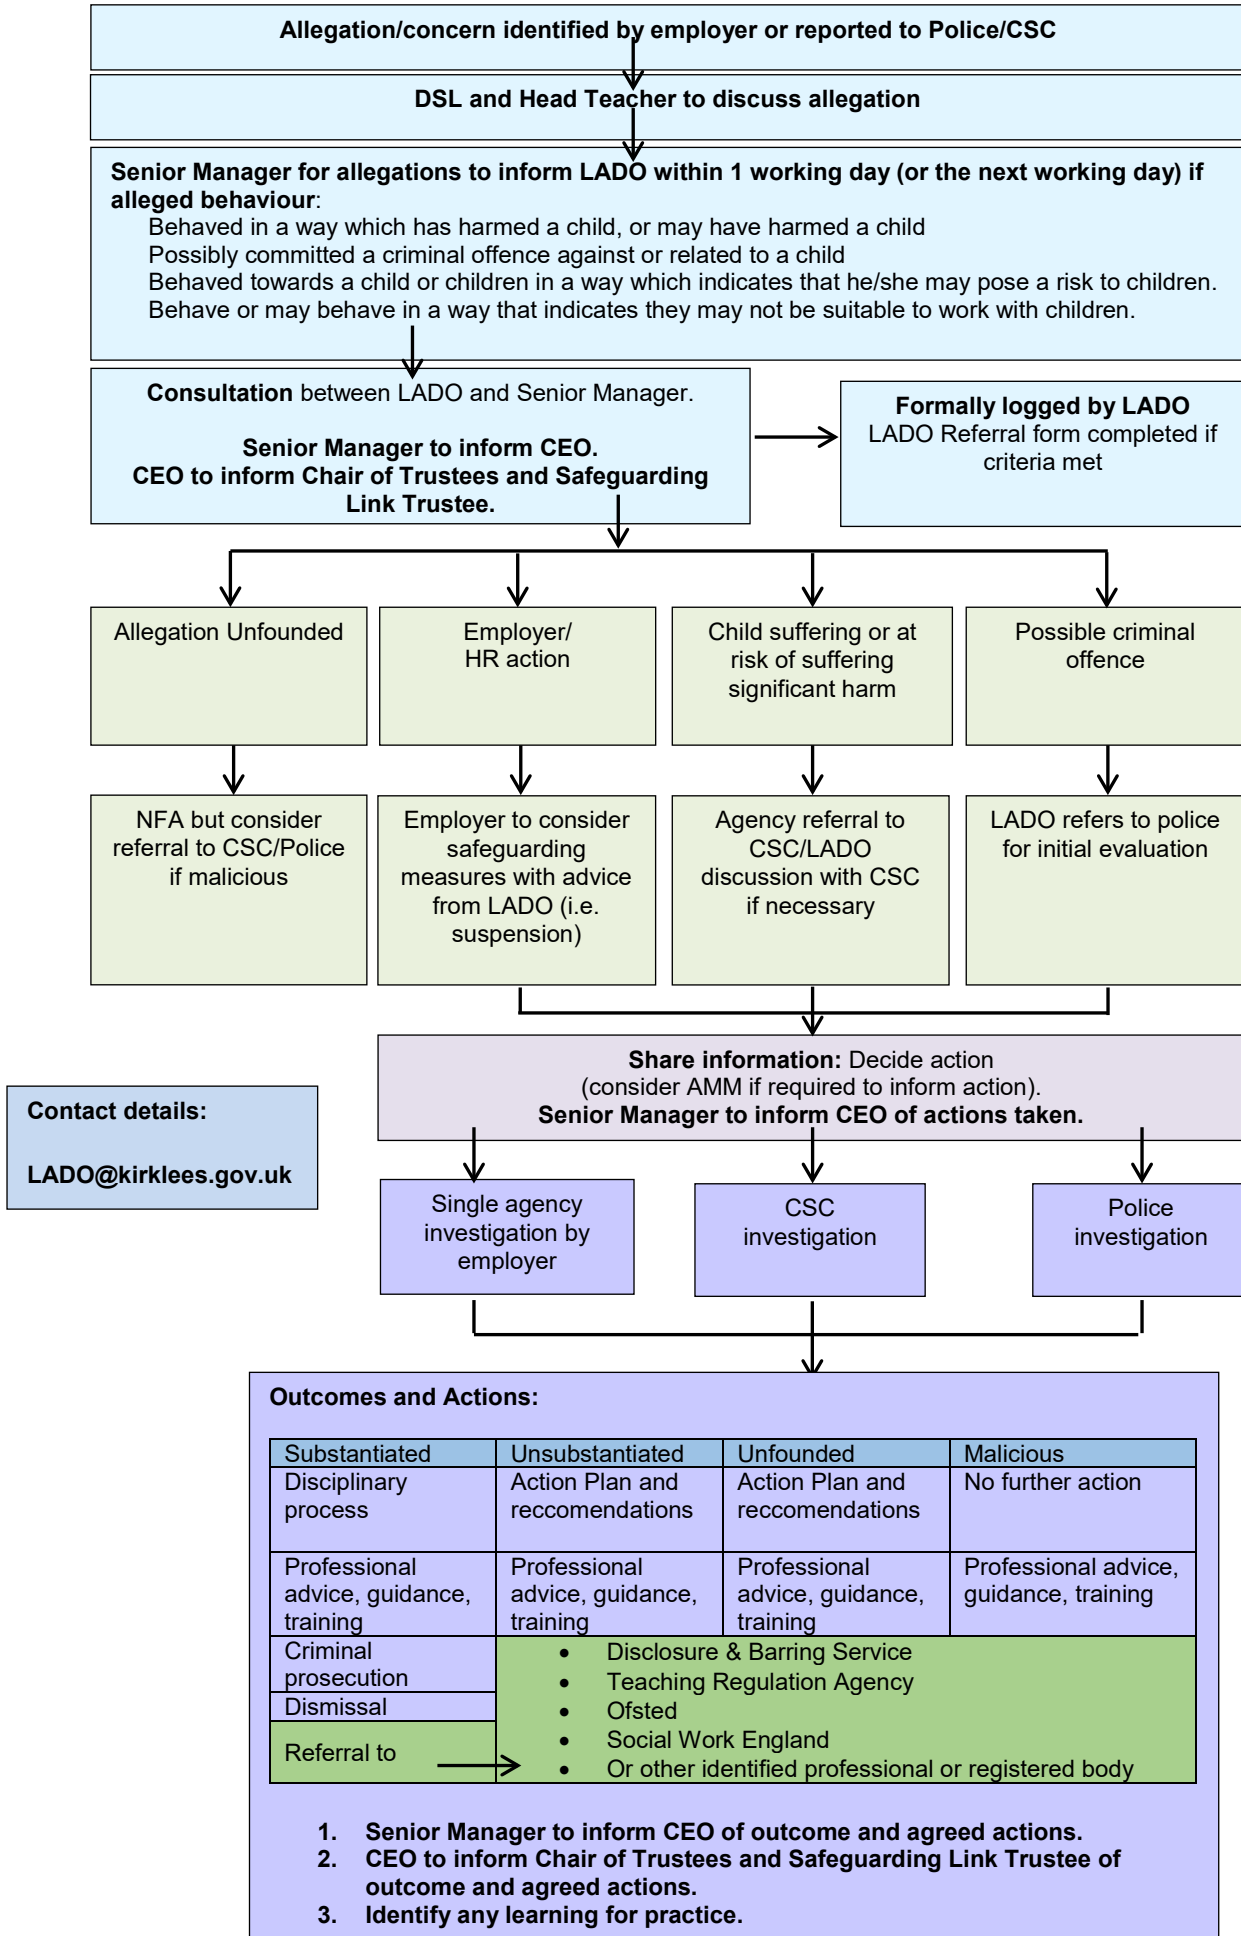 Allegation/concern identified by employer or reported to Police/CSC
DSL and Head Teacher to discuss allegation
Senior Manager for allegations to inform LADO within 1 working day (or the next working day) if
alleged behaviour:
Behaved in a way which has harmed a child, or may have harmed a child
Possibly committed a criminal offence against or related to a child
Behaved towards a child or children in a way which indicates that he/she may pose a risk to children.
Behave or may behave in a way that indicates they may not be suitable to work with children.
Consultation between LADO and Senior Manager.
Senior Manager to inform CEO.
CEO to inform Chair of Trustees and Safeguarding
Link Trustee.
Formally logged by LADO
LADO Referral form completed if
criteria met
Allegation Unfounded
Employer/
HR action
Child suffering or at
risk of suffering
significant harm
Possible criminal
offence
NFA but consider
referral to CSC/Police
if malicious
Employer to consider
safeguarding
measures with advice
from LADO (i.e.
suspension)
Agency referral to
CSC/LADO
discussion with CSC
if necessary
LADO refers to police
for initial evaluation
Share information: Decide action
(consider AMM if required to inform action).
Senior Manager to inform CEO of actions taken.
Contact details:
LADO@kirklees.gov.uk
Single agency
investigation by
employer
CSC
investigation
Police
investigation
Outcomes and Actions:
Substantiated
Unsubstantiated
Unfounded
Malicious
Disciplinary
process
Action Plan and
reccomendations
Action Plan and
reccomendations
No further action
Professional
advice, guidance,
training
Professional
advice, guidance,
training
Professional
advice, guidance,
training
Professional advice,
guidance, training
Criminal
prosecution
Dismissal
Referral to
• Disclosure & Barring Service
• Teaching Regulation Agency
• Ofsted
• Social Work England
• Or other identified professional or registered body
1. Senior Manager to inform CEO of outcome and agreed actions.
2. CEO to inform Chair of Trustees and Safeguarding Link Trustee of
outcome and agreed actions.
3. Identify any learning for practice.